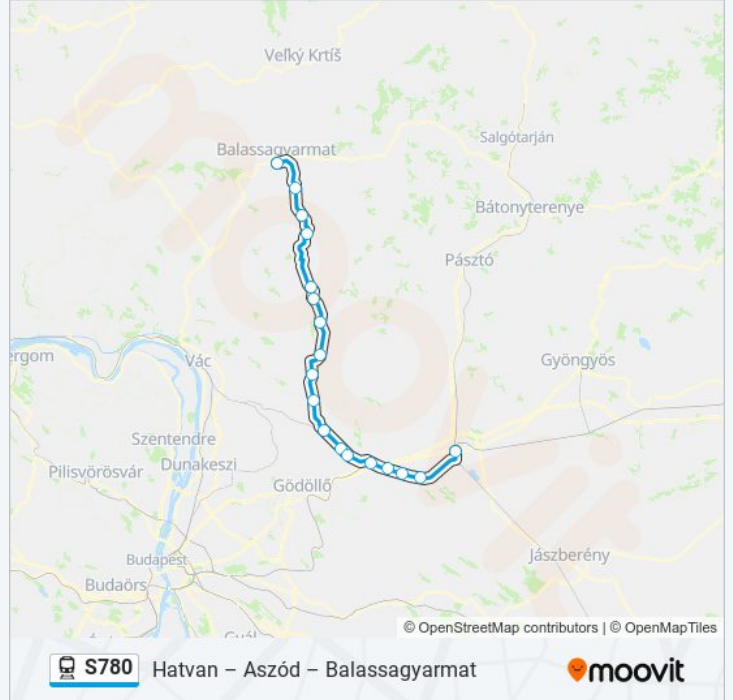 Veľký Krtíš
Salgótarján
Balassagyarmat
Bátonyterenye
Pásztó
ergom
Vác
Gyöngyös
Szentendre
Dunakeszi
Pilisvörösvár
Gödöllő
Budapest
Jászberény
Budaörs
© OpenStreetMap contributors | © OpenMapTiles
S780 Hatvan – Aszód – Balassagyarmat
moovit
moovit